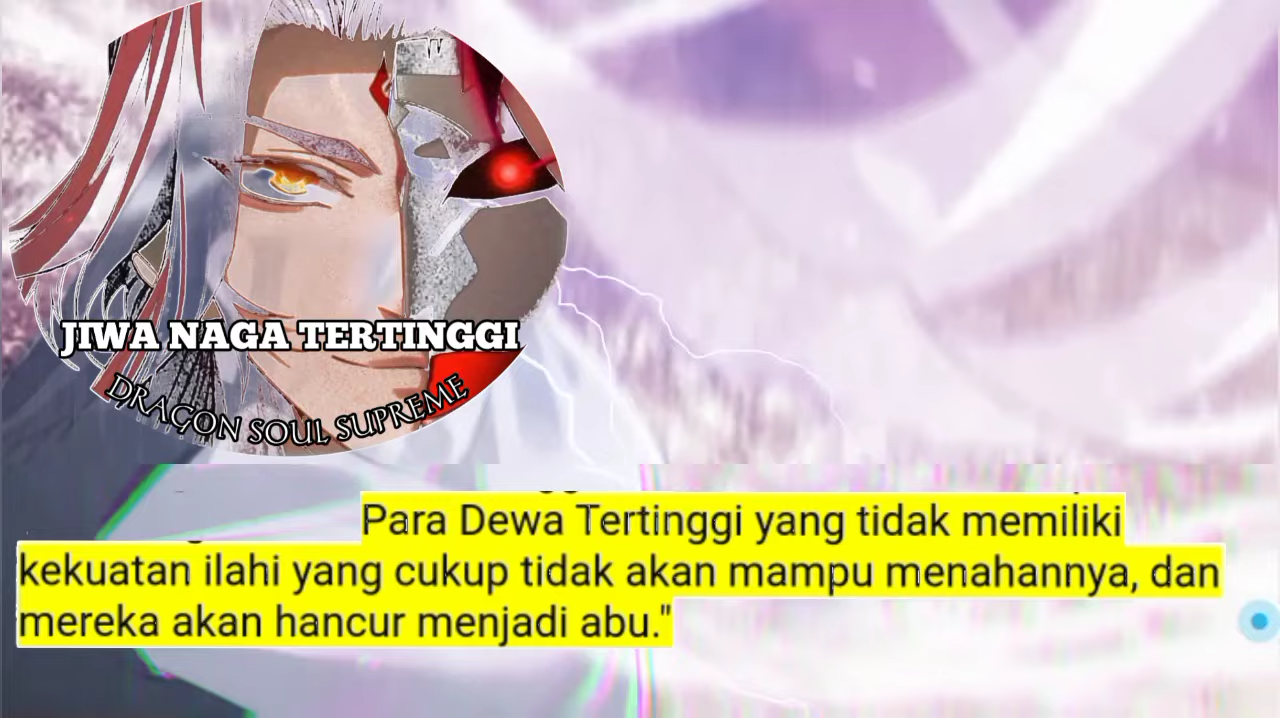 JIWA NAGA TERTINGGI
DRAGON SOUL SUPREME
Para Dewa Tertinggi yang tidak memiliki
kekuatan ilahi yang cukup tidak akan mampu menahannya, dan
mereka akan hancur menjadi abu."